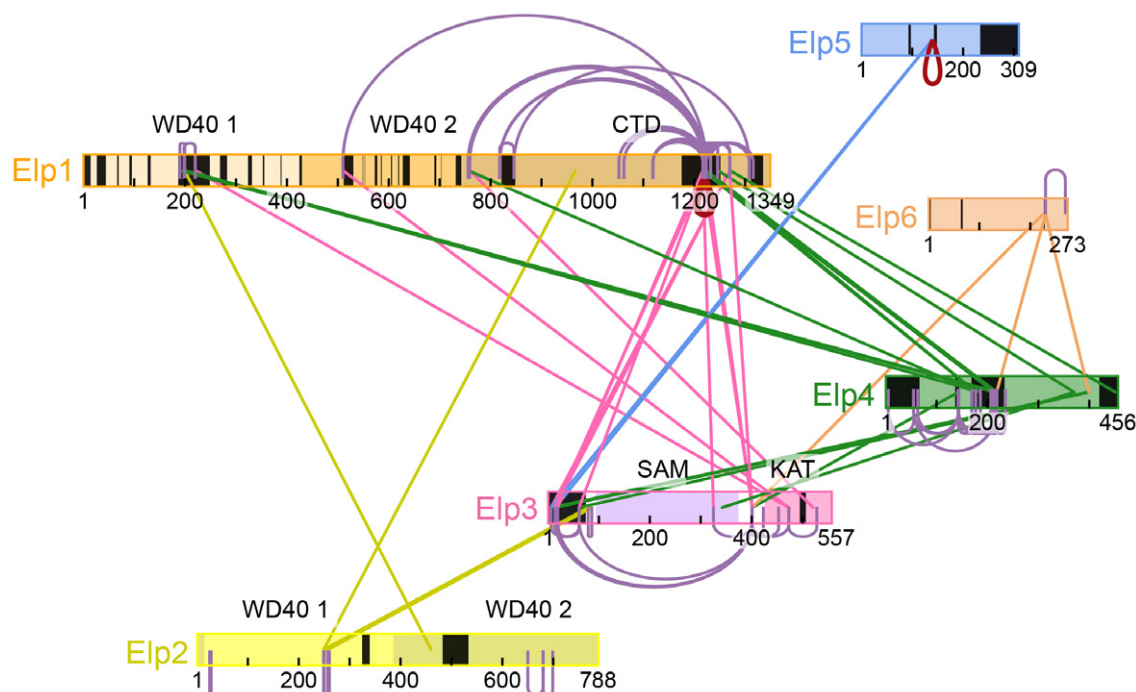 Elp5
1 200 309
WD40 1 WD40 2 CTD
Elp1
1 200 400 600 800 1000 1200 1349
Elp6
1 273
Elp4
1 200 456
SAM KAT
Elp3
1 200 400 557
WD40 1 WD40 2
Elp2
1 200 400 600 788